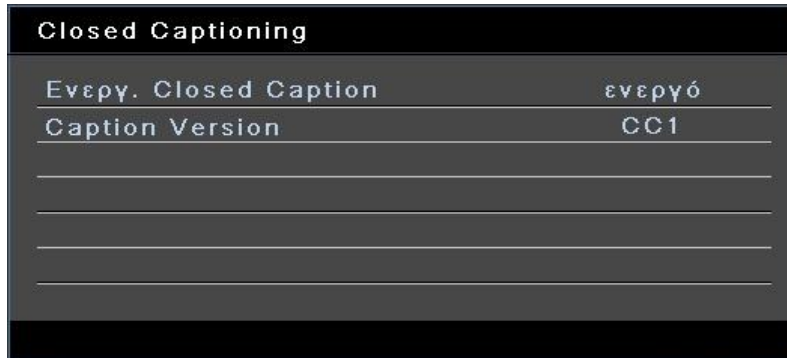 Closed Captioning
Ενεργ. Closed Caption ενεργό
Caption Version CC1